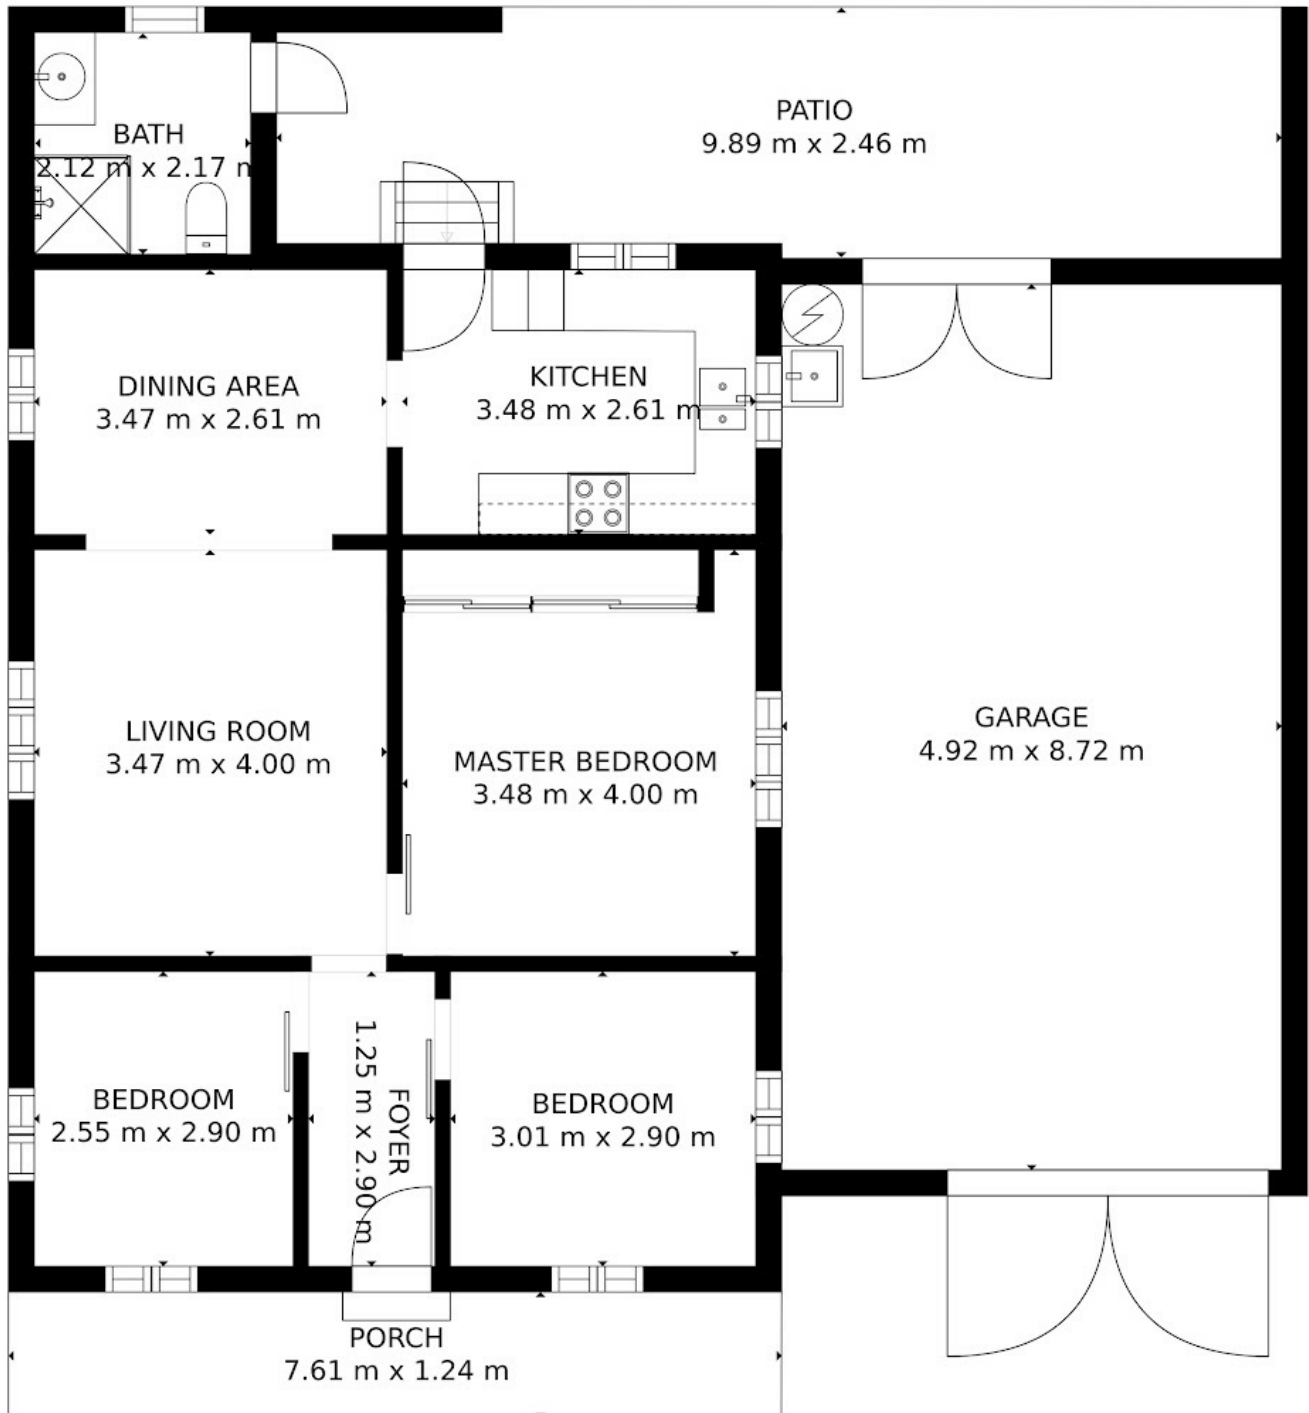 PATIO
9.89 m x 2.46 m
BATH
2.12 m x 2.17 m
DINING AREA
3.47 m x 2.61 m
KITCHEN
3.48 m x 2.61 m
LIVING ROOM
3.47 m x 4.00 m
MASTER BEDROOM
3.48 m x 4.00 m
GARAGE
4.92 m x 8.72 m
BEDROOM
2.55 m x 2.90 m
FOYER
1.25 m x 2.90 m
BEDROOM
3.01 m x 2.90 m
PORCH
7.61 m x 1.24 m